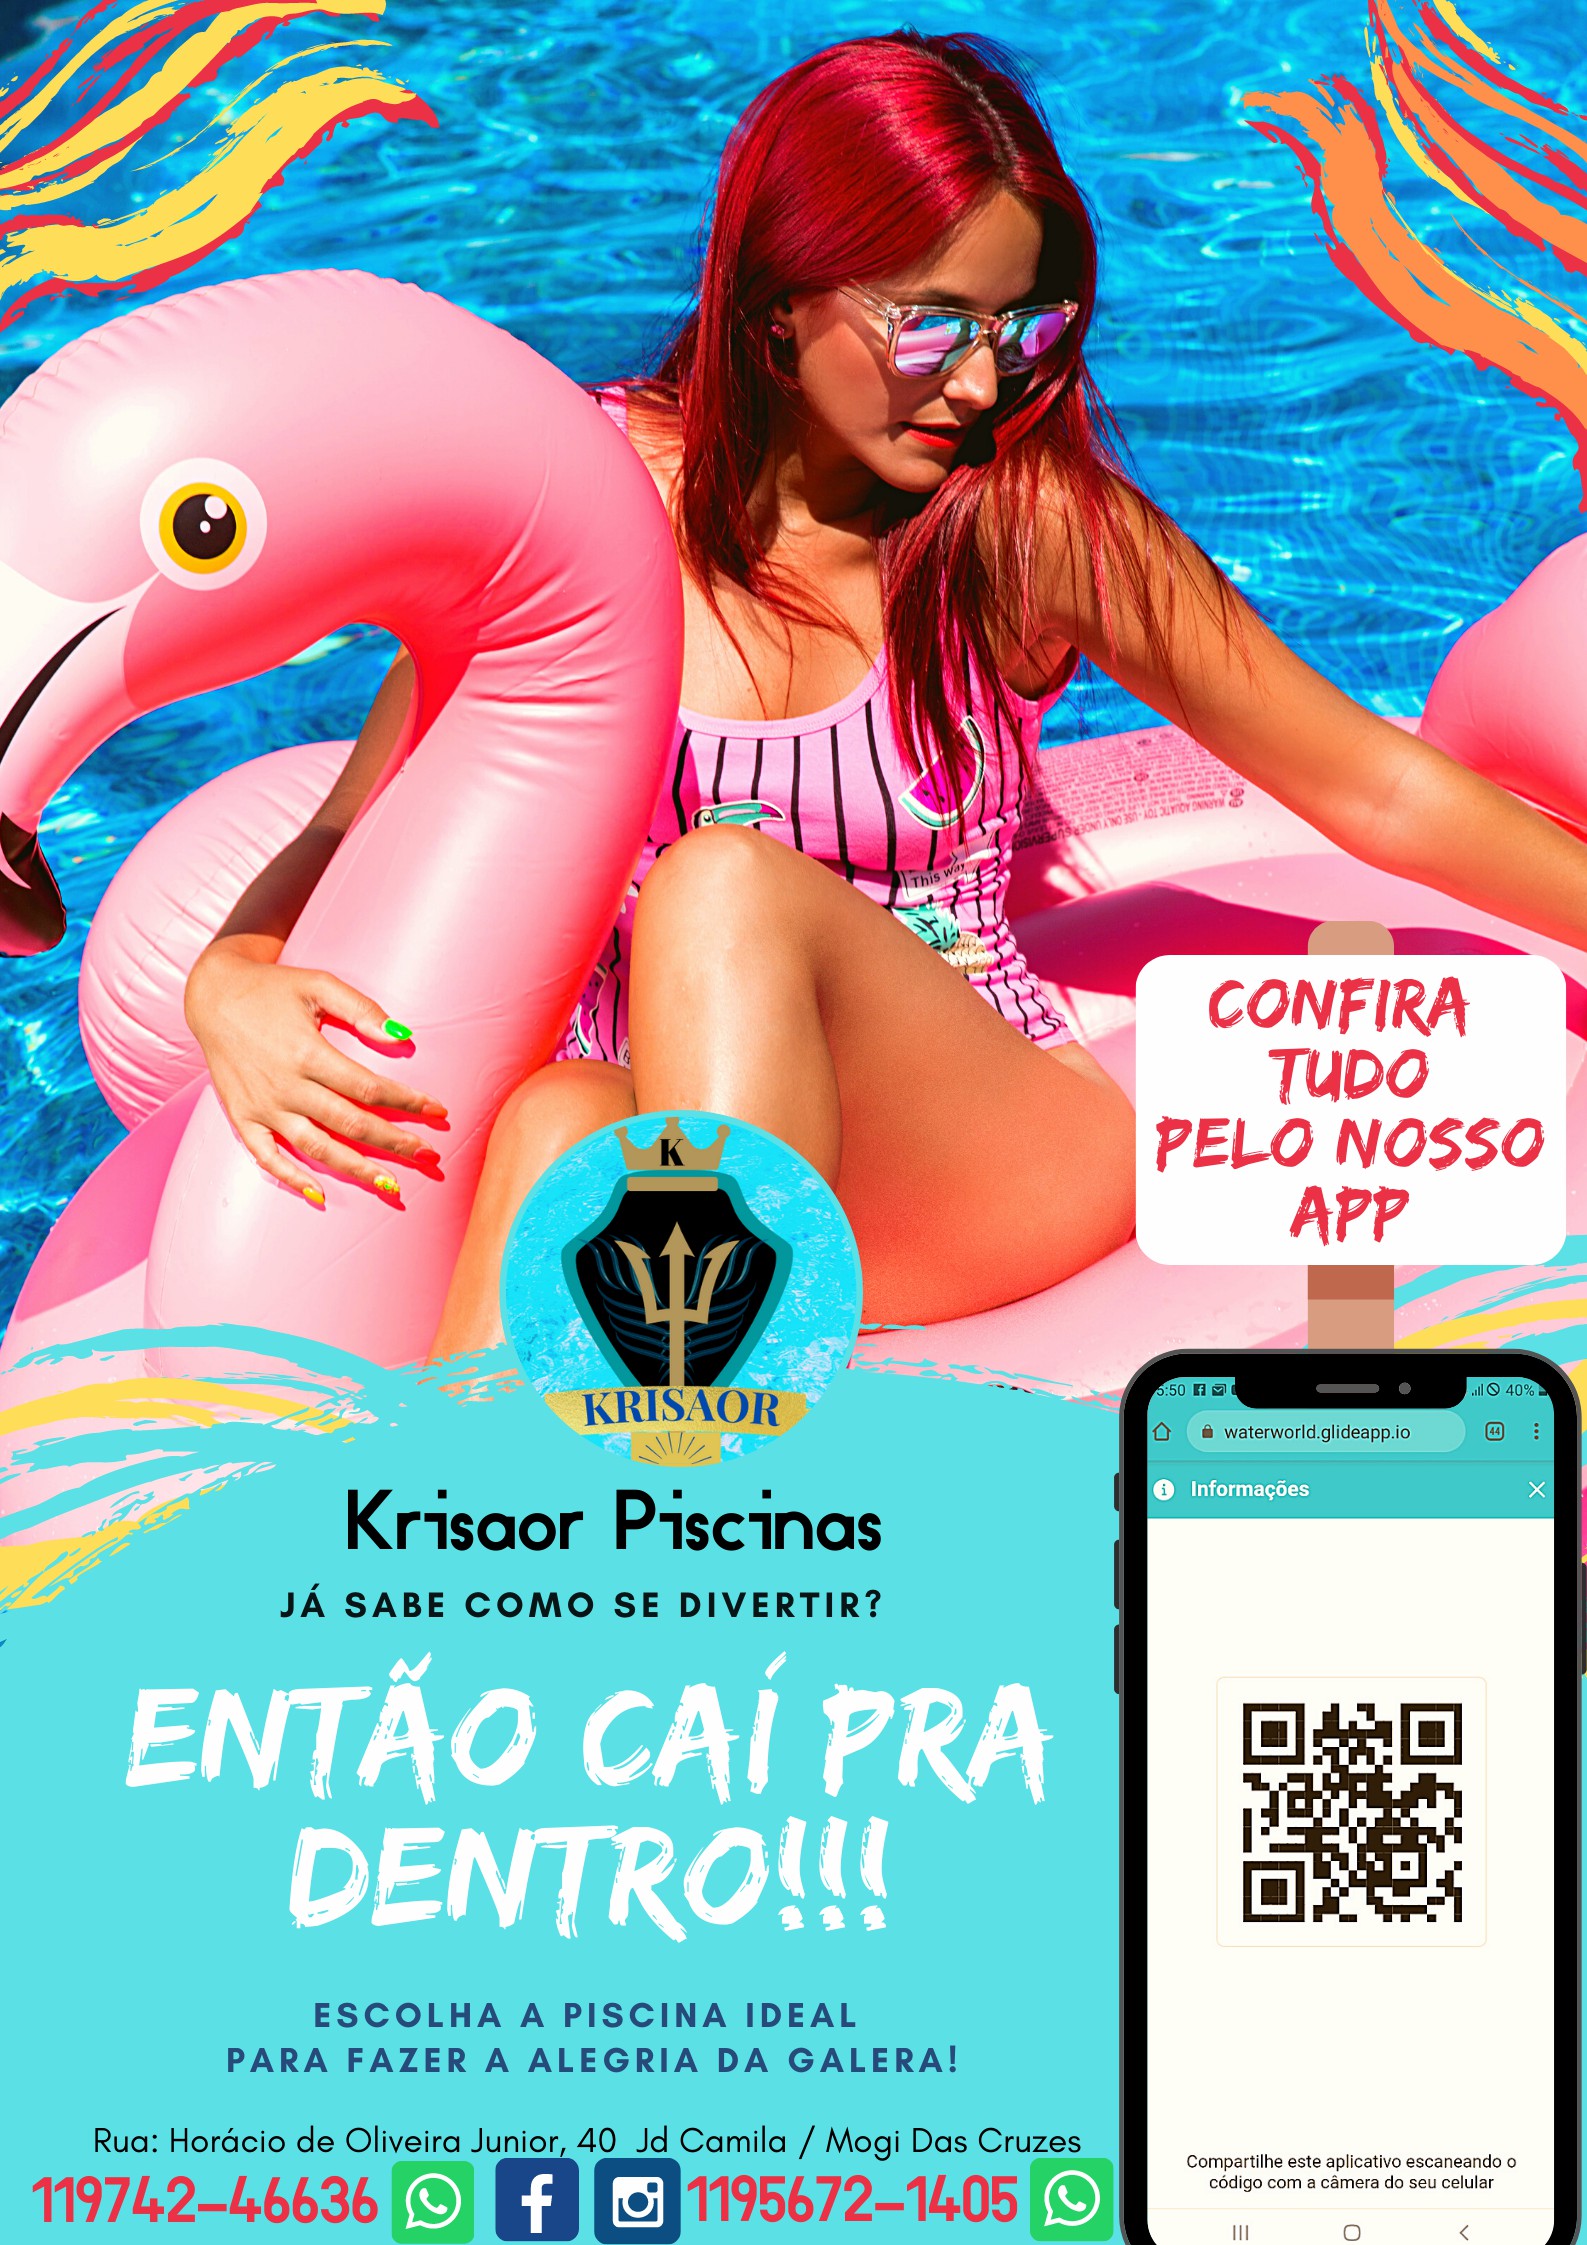 This way
CONFIRA
TUDO
PELO NOSSO
APP
K
KRISAOR
Krisaor Piscinas
JÁ SABE COMO SE DIVERTIR?
ENTÃO CAÍ PRA
DENTRO!!!
ESCOLHA A PISCINA IDEAL
PARA FAZER A ALEGRIA DA GALERA!
Rua: Horácio de Oliveira Junior, 40 Jd Camila / Mogi Das Cruzes
119742-46636
1195672-1405
5:50 40%
waterworld.glideapp.io 44
Informações
Compartilhe este aplicativo escaneando o
código com a câmera do seu celular